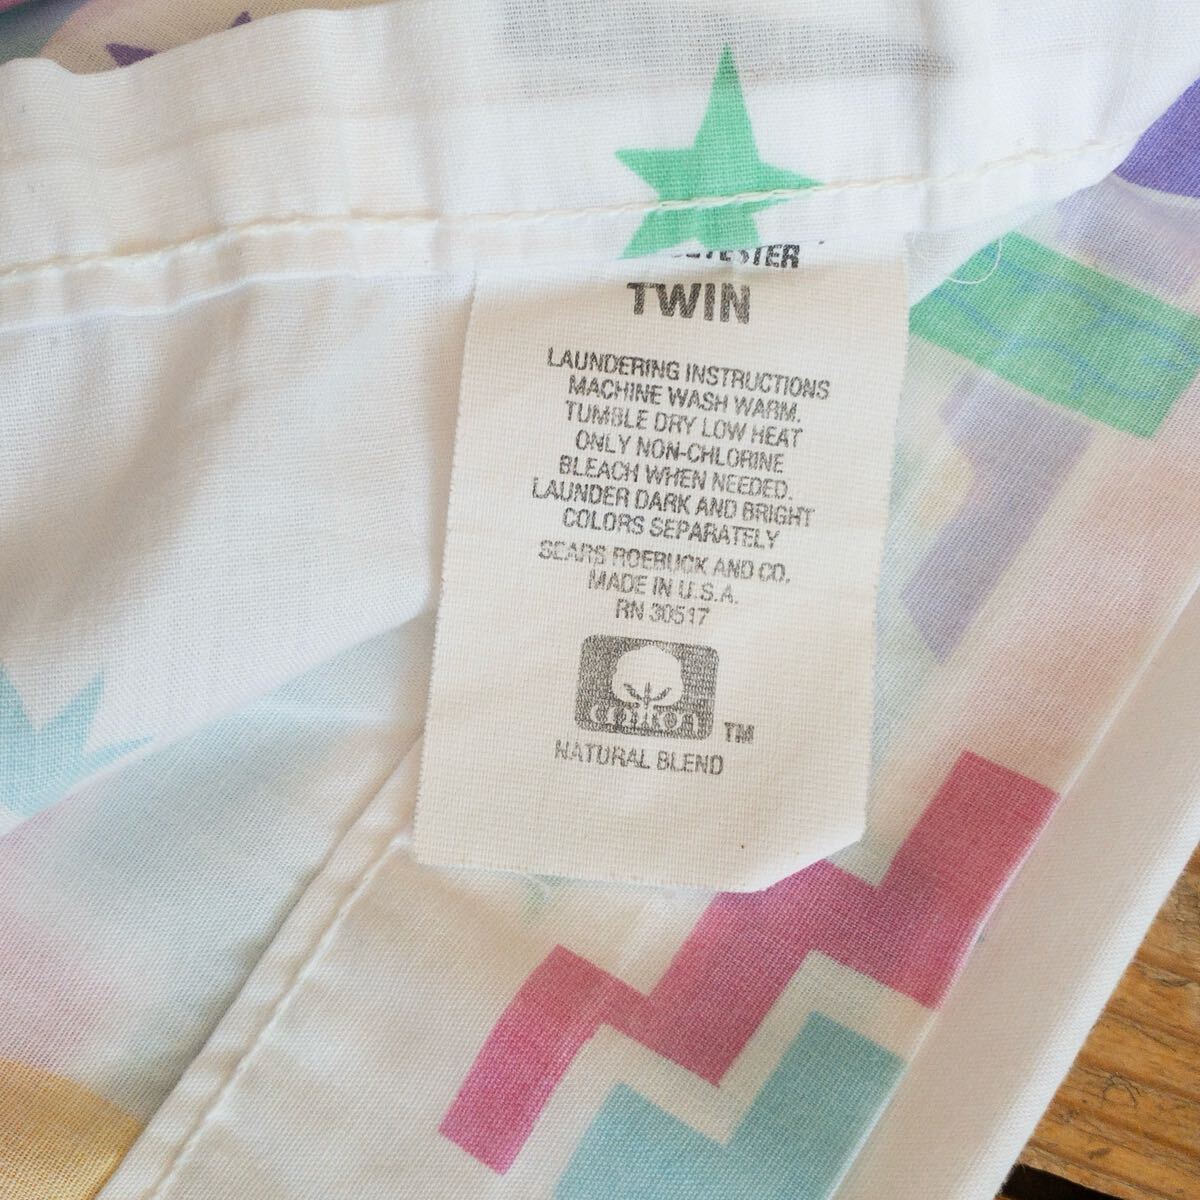 TWIN
LAUNDERING INSTRUCTIONS
MACHINE WASH WARM.
TUMBLE DRY LOW HEAT
ONLY NON-CHLORINE
BLEACH WHEN NEEDED.
LAUNDER DARK AND BRIGHT
COLORS SEPARATELY
SEARS ROEBUCK AND CO.
MADE IN U.S.A.
RN 30517
cotton TM
NATURAL BLEND